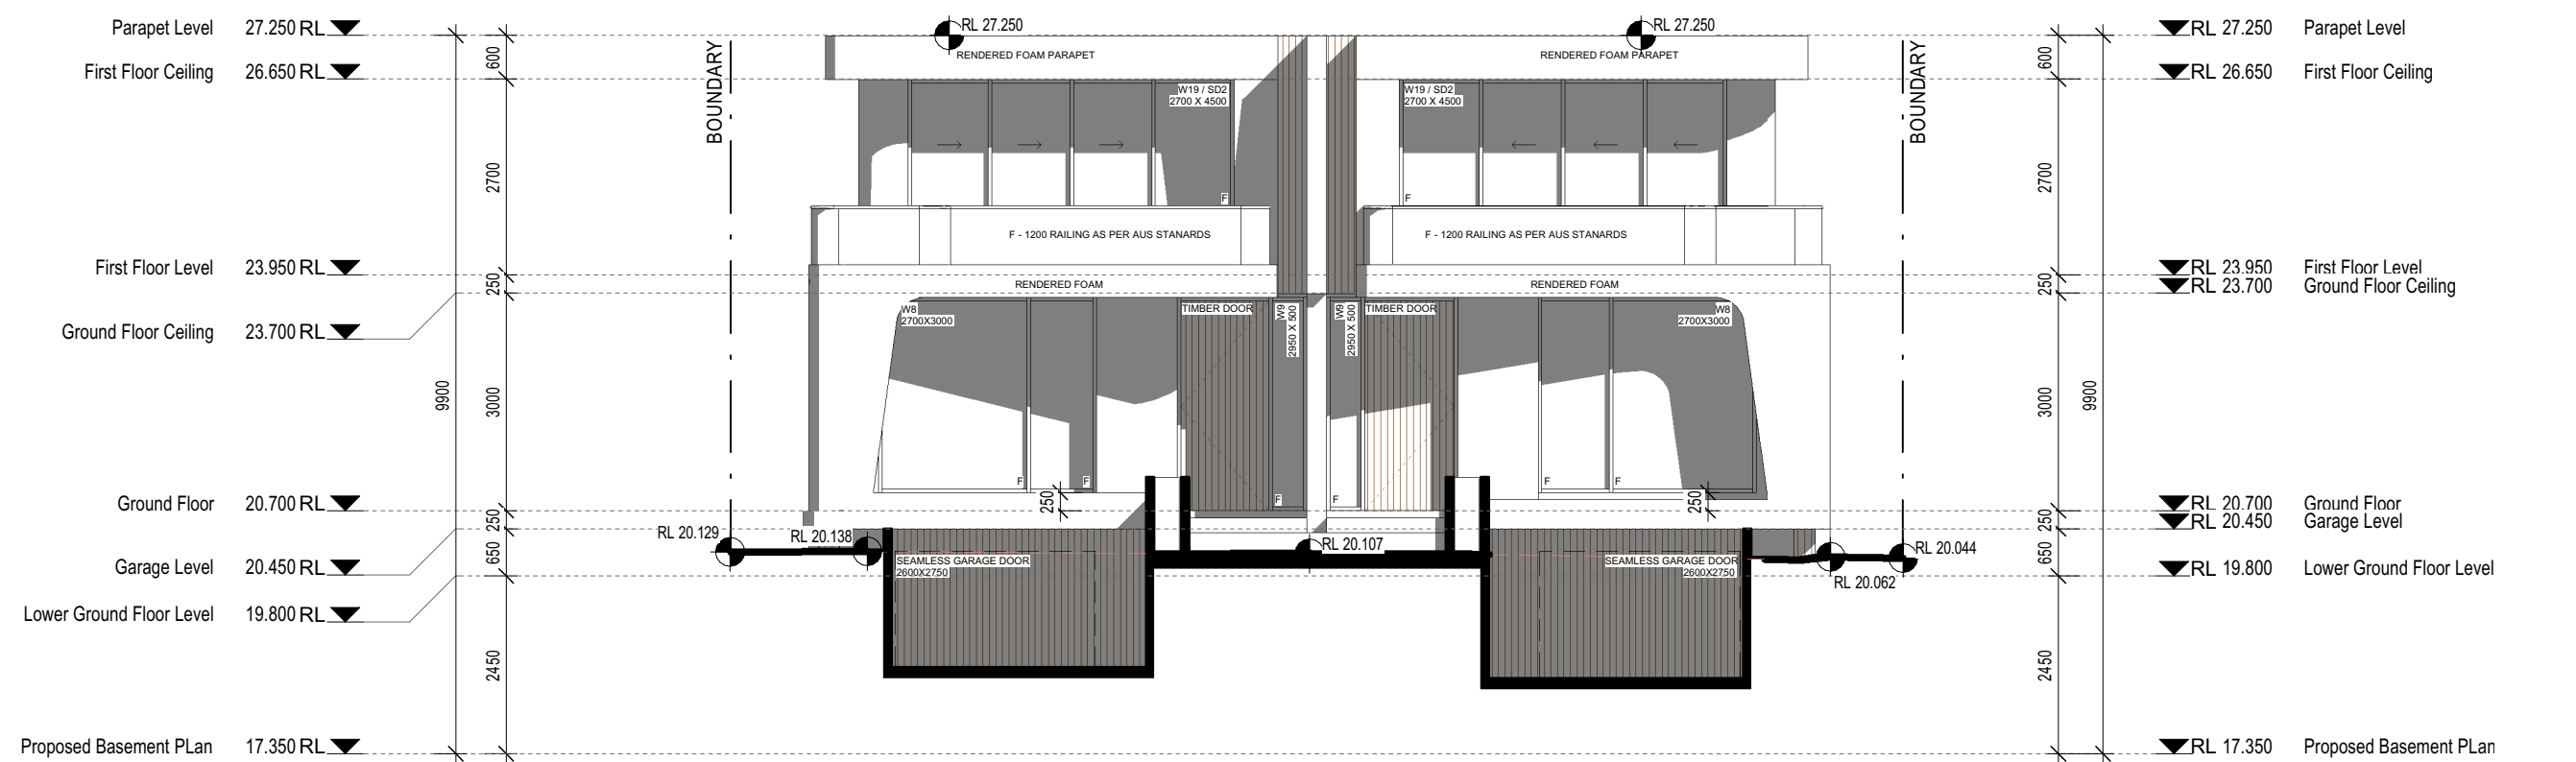 Parapet Level 27.250 RL
RL 27.250
RL 27.250
RL 27.250 Parapet Level
RENDERED FOAM PARAPET
RENDERED FOAM PARAPET
First Floor Ceiling 26.650 RL
RL 26.650 First Floor Ceiling
BOUNDARY
BOUNDARY
600
600
W19 / SD2
2700 X 4500
W19 / SD2
2700 X 4500
2700
2700
F
F
F - 1200 RAILING AS PER AUS STANARDS
F - 1200 RAILING AS PER AUS STANARDS
First Floor Level 23.950 RL
RL 23.950 First Floor Level
250
250
RENDERED FOAM
RENDERED FOAM
RL 23.700 Ground Floor Ceiling
Ground Floor Ceiling 23.700 RL
W8
2700X3000
TIMBER DOOR
W9
2950 X 500
W9
2950 X 500
TIMBER DOOR
W8
2700X3000
9900
3000
3000
9900
F
F
F
F
F
F
250
250
Ground Floor 20.700 RL
RL 20.700 Ground Floor
250
250
RL 20.450 Garage Level
RL 20.129
RL 20.138
RL 20.107
RL 20.044
RL 20.062
650
650
SEAMLESS GARAGE DOOR
2600X2750
SEAMLESS GARAGE DOOR
2600X2750
Garage Level 20.450 RL
RL 19.800 Lower Ground Floor Level
Lower Ground Floor Level 19.800 RL
2450
2450
Proposed Basement PLan 17.350 RL
RL 17.350 Proposed Basement PLan